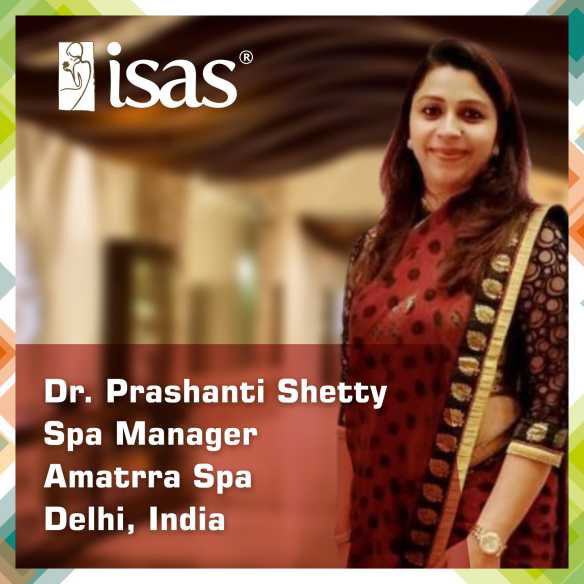 isas®
Dr. Prashanti Shetty
Spa Manager
Amatrra Spa
Delhi, India